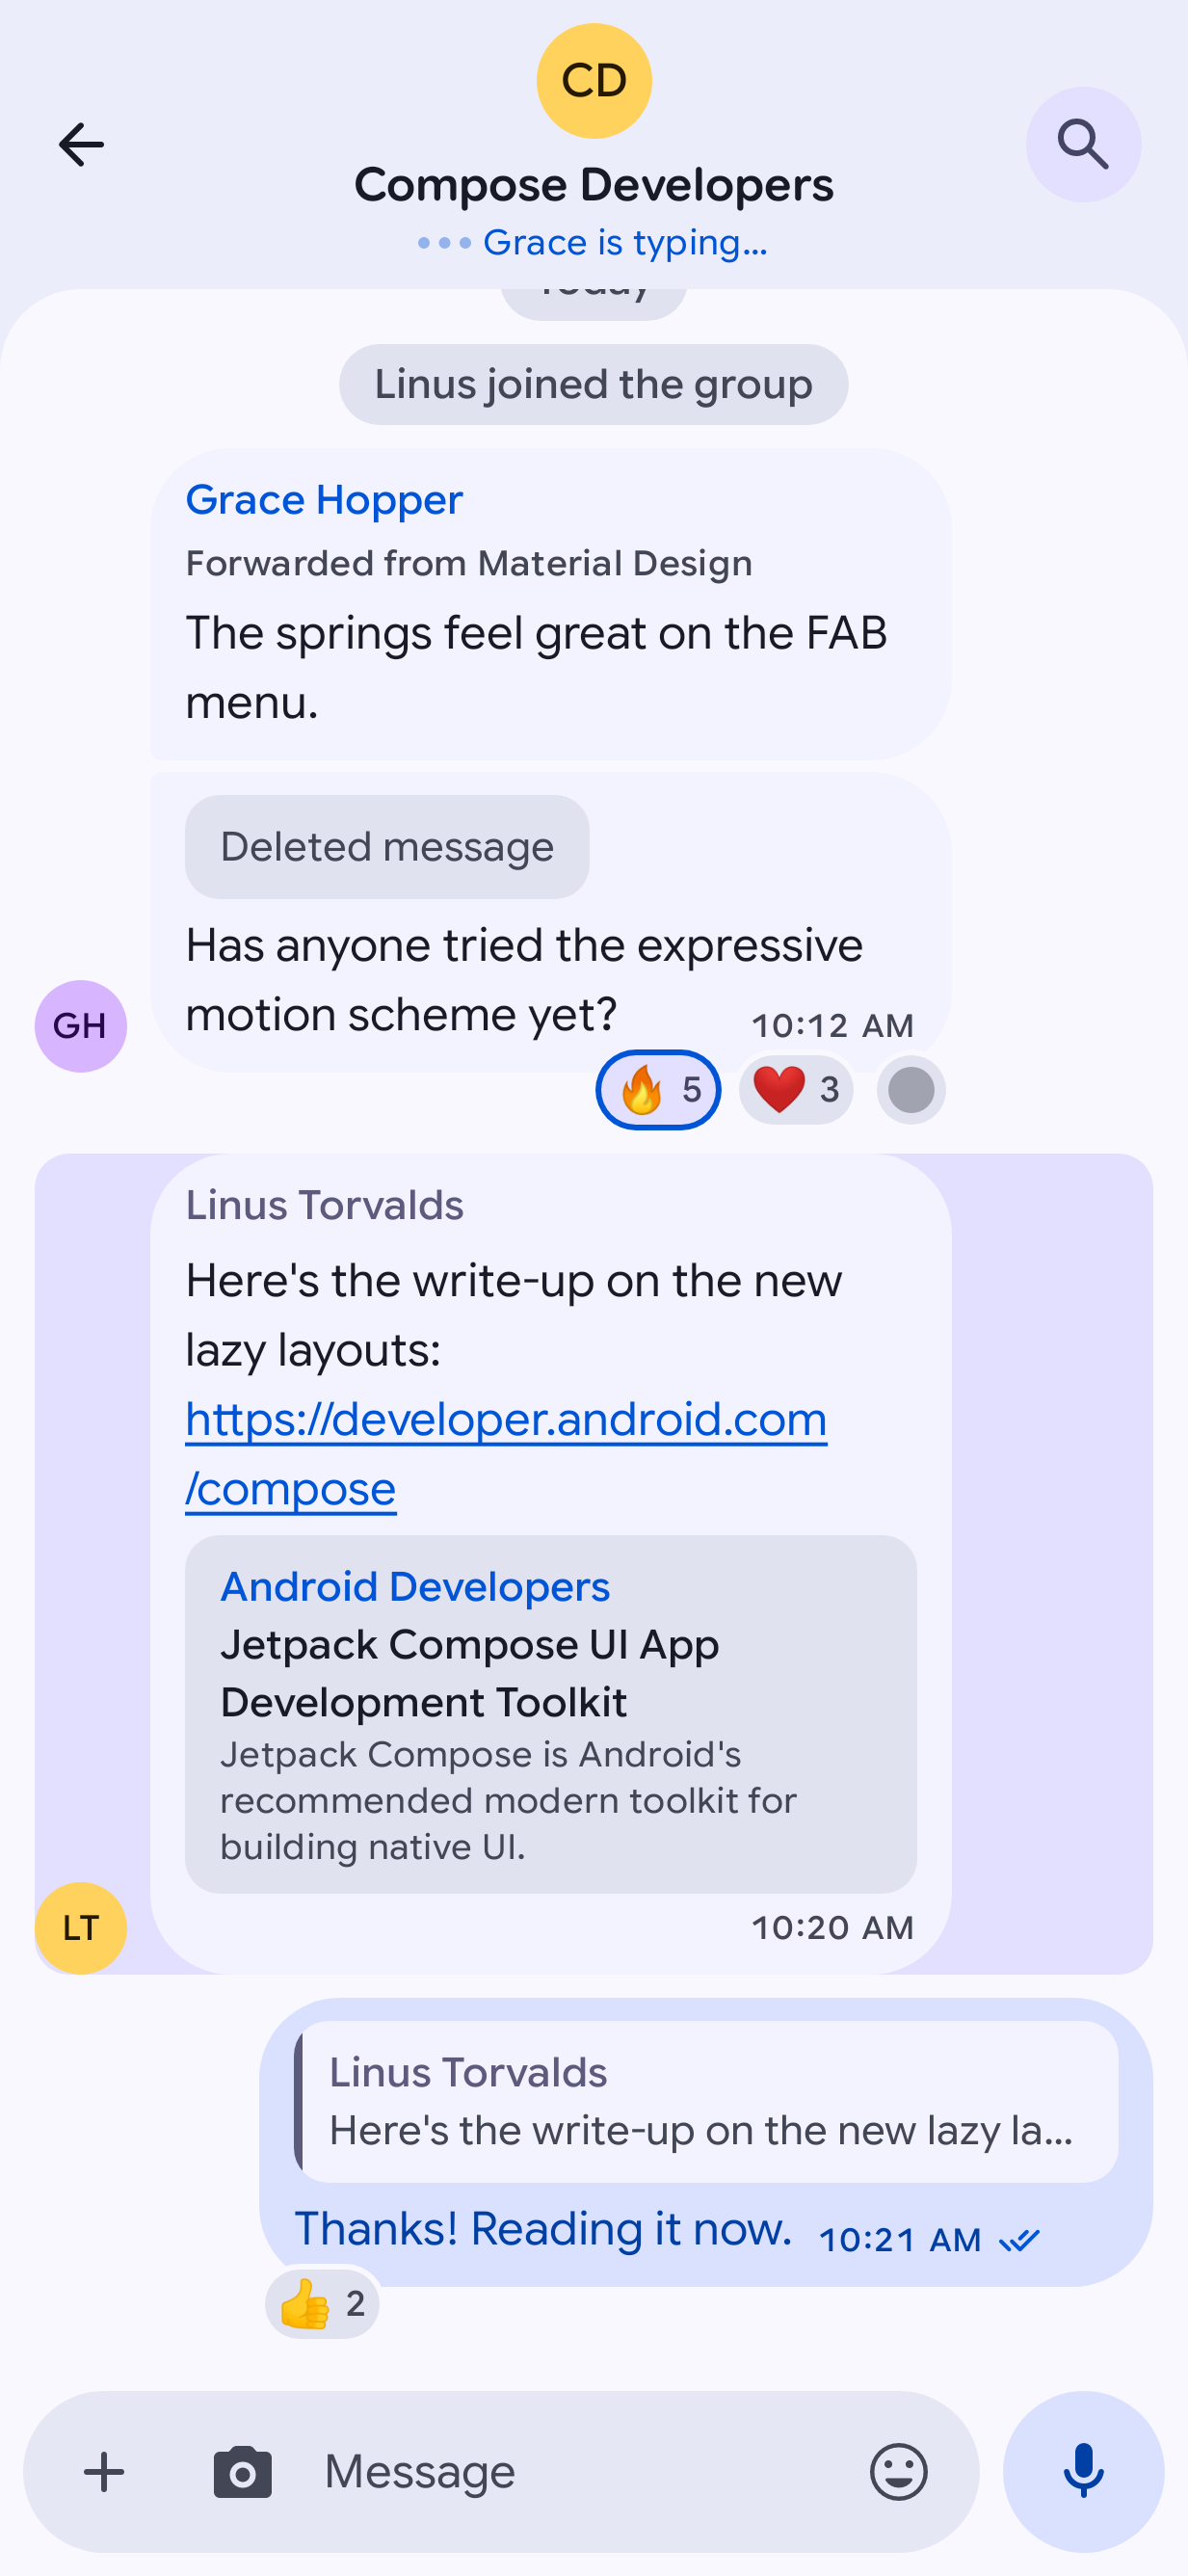 CD
Compose Developers
Grace is typing...
Today
Linus joined the group
Grace Hopper
Forwarded from Material Design
The springs feel great on the FAB
menu.
Deleted message
Has anyone tried the expressive
motion scheme yet?
10:12 AM
GH
🔥 5
❤️ 3
Linus Torvalds
Here's the write-up on the new
lazy layouts:
https://developer.android.com
/compose
Android Developers
Jetpack Compose UI App
Development Toolkit
Jetpack Compose is Android's
recommended modern toolkit for
building native UI.
10:20 AM
LT
Linus Torvalds
Here's the write-up on the new lazy la...
Thanks! Reading it now.
10:21 AM
👍 2
Message